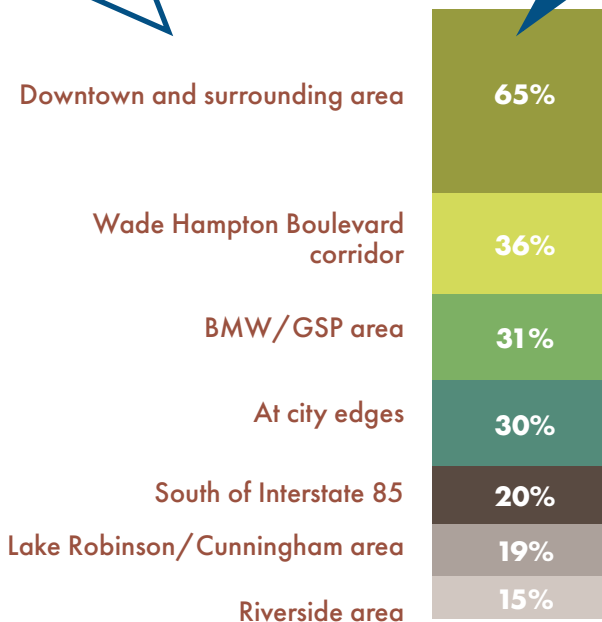 Downtown and surrounding area 65%
Wade Hampton Boulevard
corridor 36%
BMW/GSP area 31%
At city edges 30%
South of Interstate 85 20%
Lake Robinson/Cunningham area 19%
Riverside area 15%